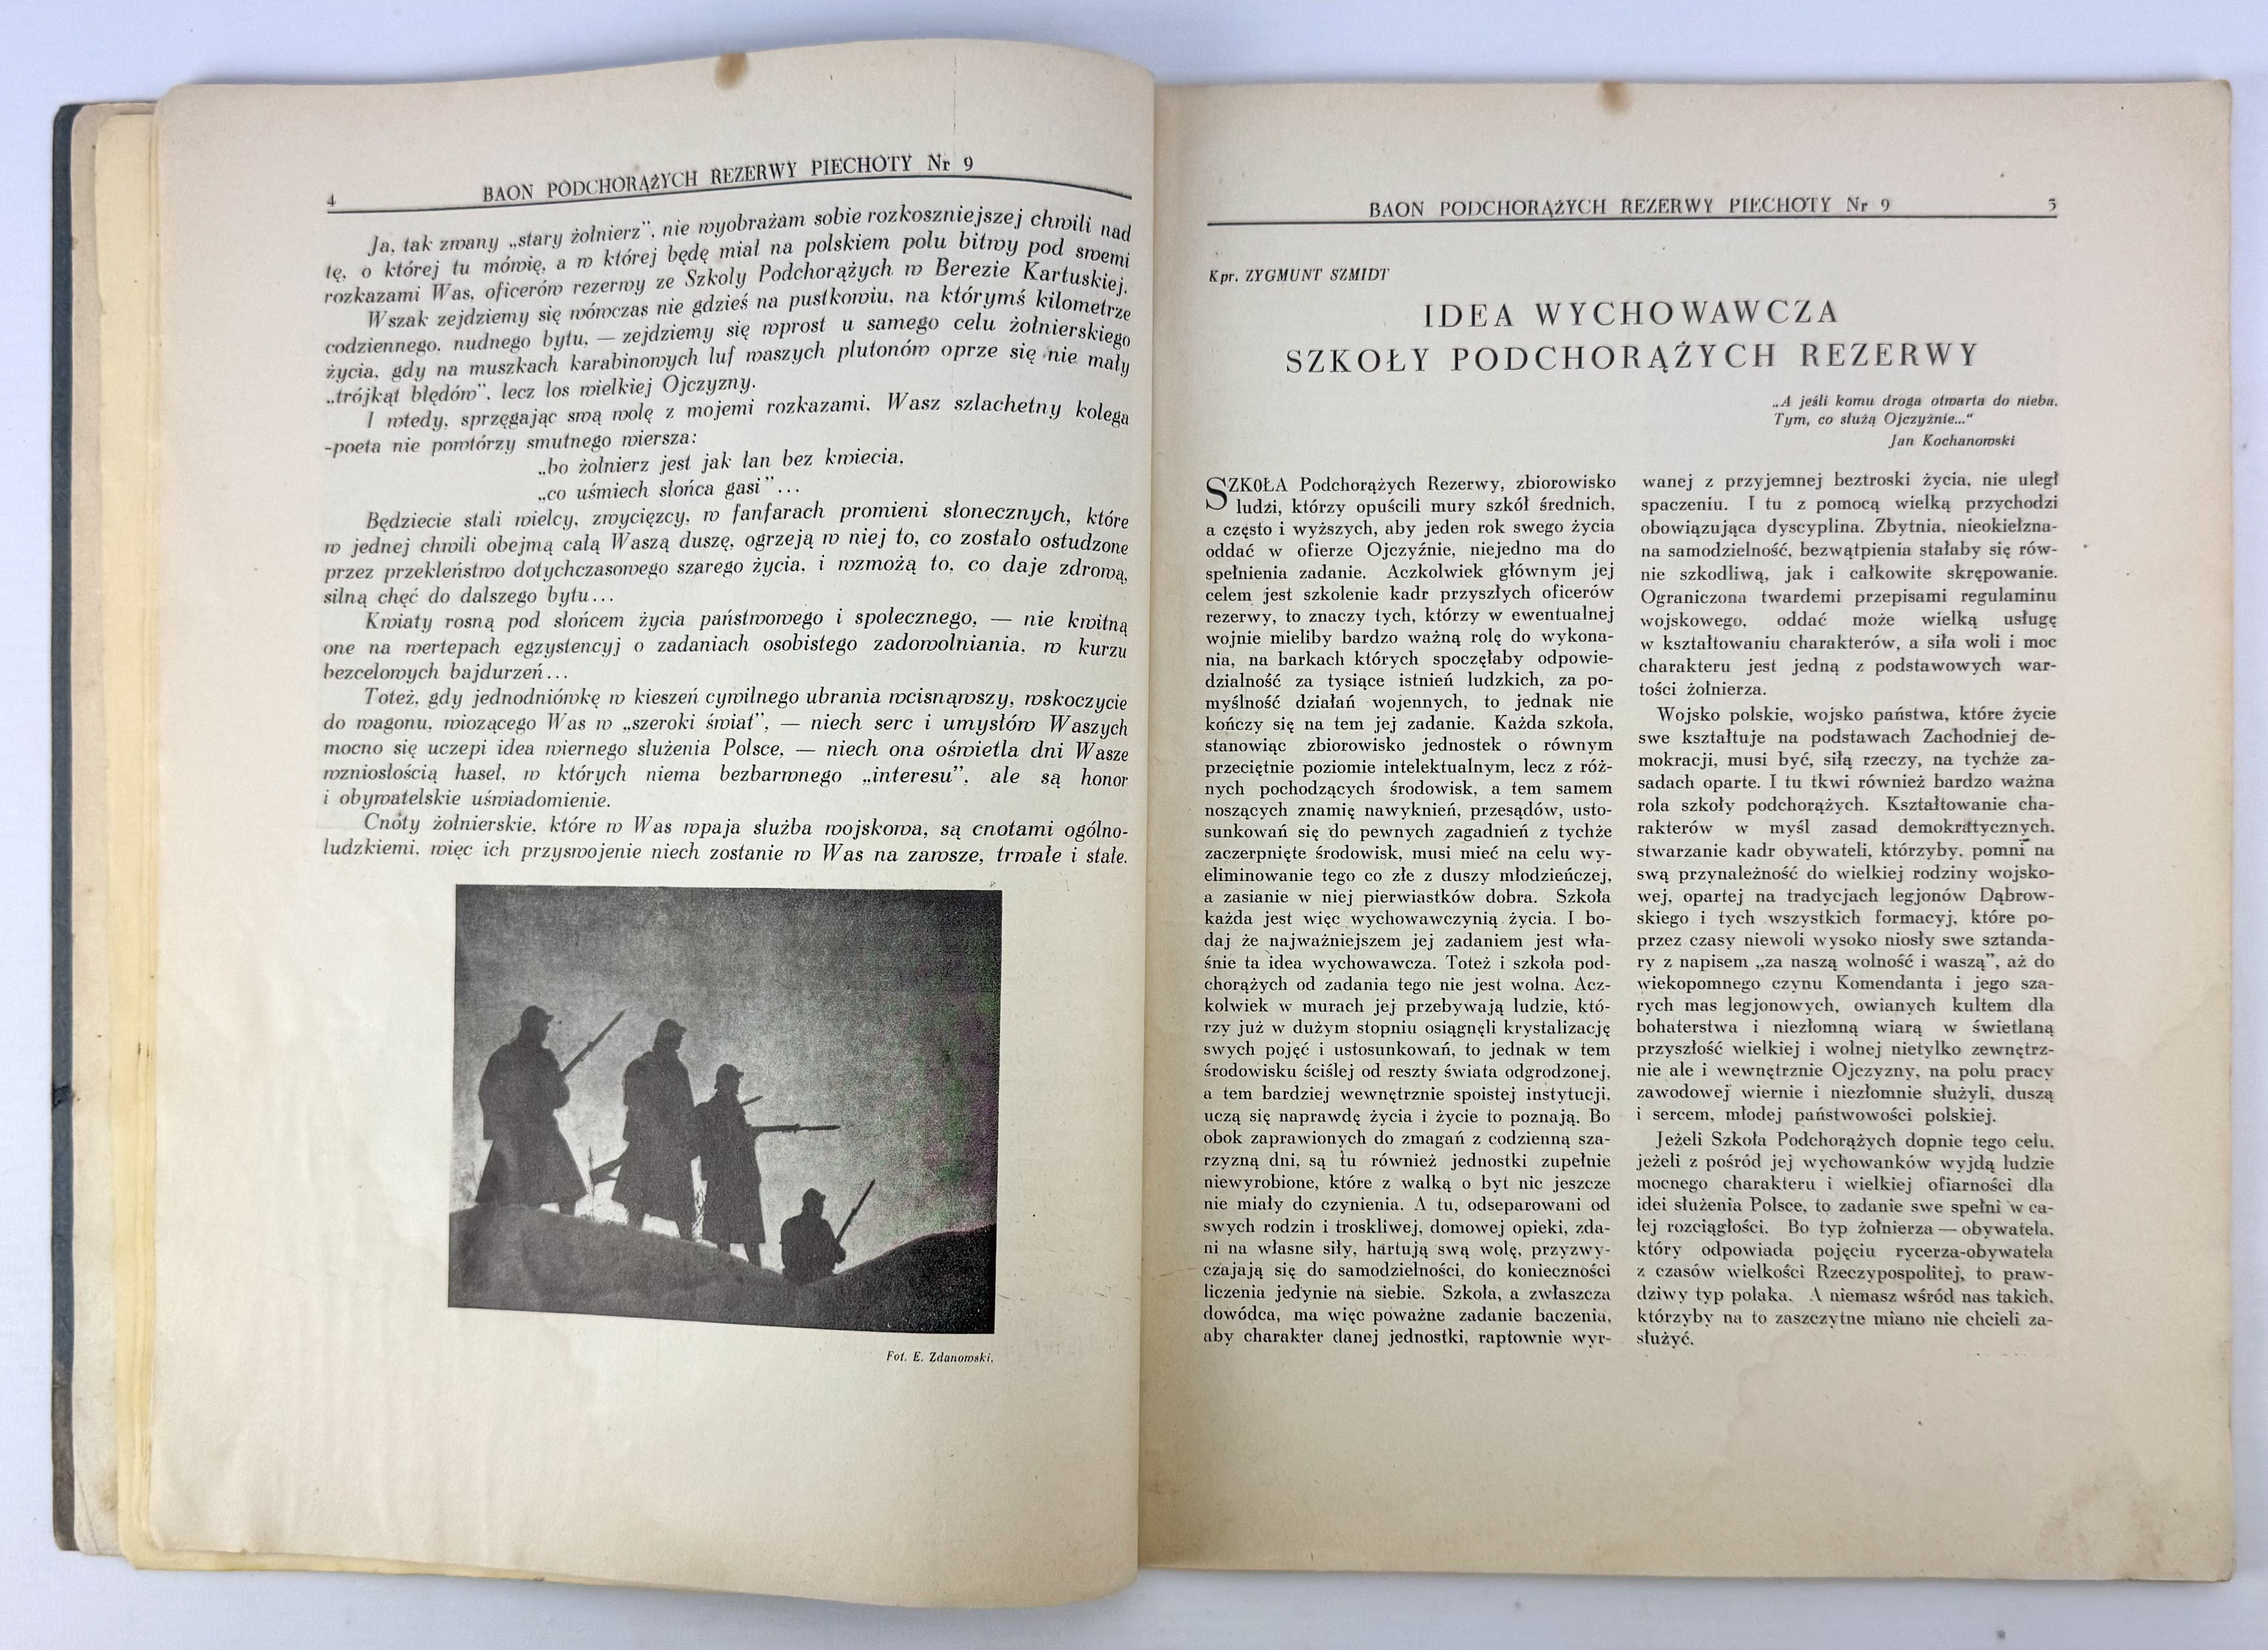 4
BAON PODCHORĄŻYCH REZERWY PIECHOTY Nr 9
Ja, tak zwany „stary żołnierz", nie wyobrażam sobie rozkoszniejszej chwili nad
tę, o której tu mówię, a w której będę miał na polskiem polu bitwy pod swemi
rozkazami Was, oficerów rezerwy ze Szkoły Podchorążych w Berezie Kartuskiej.
Wszak zejdziemy się wówczas nie gdzieś na pustkowiu, na którymś kilometrze
codziennego, nudnego bytu, — zejdziemy się wprost u samego celu żołnierskiego
życia, gdy na muszkach karabinowych luf waszych plutonów oprze się nie mały
„trójkąt błędów", lecz los wielkiej Ojczyzny.
I wtedy, sprzęgając swą wolę z mojemi rozkazami, Wasz szlachetny kolega
-poeta nie powtórzy smutnego wiersza:
„bo żołnierz jest jak łan bez kwiecia,
„co uśmiech słońca gasi"...
Będziecie stali wielcy, zwycięzcy, w fanfarach promieni słonecznych, które
w jednej chwili obejmą całą Waszą duszę, ogrzeją w niej to, co zostało ostudzone
przez przekleństwo dotychczasowego szarego życia, i wzmożą to, co daje zdrową,
silną chęć do dalszego bytu...
Kwiaty rosną pod słońcem życia państwowego i społecznego, — nie kwitną
one na wertepach egzystencyj o zadaniach osobistego zadowolniania, w kurzu
bezcelowych bajdurzeń...
Toteż, gdy jednodniówkę w kieszeń cywilnego ubrania wcisnąwszy, wskoczycie
do wagonu, wiozącego Was w „szeroki świat", — niech serc i umysłów Waszych
mocno się uczepi idea wiernego służenia Polsce, — niech ona oświetla dni Wasze
wzniosłością haseł, w których niema bezbarwnego „interesu", ale są honor
i obywatelskie uświadomienie.
Cnoty żołnierskie, które w Was wpaja służba wojskowa, są cnotami ogólno-
ludzkiemi, więc ich przyswojenie niech zostanie w Was na zawsze, trwałe i stałe.
Fot. E. Zdanowski.
BAON PODCHORĄŻYCH REZERWY PIECHOTY Nr 9
5
Kpr. ZYGMUNT SZMIDT
IDEA WYCHOWAWCZA
SZKOŁY PODCHORĄŻYCH REZERWY
„A jeśli komu droga otwarta do nieba,
Tym, co służą Ojczyźnie..."
Jan Kochanowski
SZKOŁA Podchorążych Rezerwy, zbiorowisko
ludzi, którzy opuścili mury szkół średnich,
a często i wyższych, aby jeden rok swego życia
oddać w ofierze Ojczyźnie, niejedno ma do
spełnienia zadanie. Aczkolwiek głównym jej
celem jest szkolenie kadr przyszłych oficerów
rezerwy, to znaczy tych, którzy w ewentualnej
wojnie mieliby bardzo ważną rolę do wykona-
nia, na barkach których spoczęłaby odpowie-
dzialność za tysiące istnień ludzkich, za po-
myślność działań wojennych, to jednak nie
kończy się na tem jej zadanie. Każda szkoła,
stanowiąc zbiorowisko jednostek o równym
przeciętnie poziomie intelektualnym, lecz z róż-
nych pochodzących środowisk, a tem samem
noszących znamię nawyknień, przesądów, usto-
sunkowań się do pewnych zagadnień z tychże
zaczerpnięte środowisk, musi mieć na celu wy-
eliminowanie tego co złe z duszy młodzieńczej,
a zasianie w niej pierwiastków dobra. Szkoła
każda jest więc wychowawczynią życia. I bo-
daj że najważniejszem jej zadaniem jest wła-
śnie ta idea wychowawcza. Toteż i szkoła pod-
chorążych od zadania tego nie jest wolna. Acz-
kolwiek w murach jej przebywają ludzie, któ-
rzy już w dużym stopniu osiągnęli krystalizację
swych pojęć i ustosunkowań, to jednak w tem
środowisku ściślej od reszty świata odgrodzonej,
a tem bardziej wewnętrznie spoistej instytucji,
uczą się naprawdę życia i życie to poznają. Bo
obok zaprawionych do zmagań z codzienną sza-
rzyzną dni, są tu również jednostki zupełnie
niewyrobione, które z walką o byt nic jeszcze
nie miały do czynienia. A tu, odseparowani od
swych rodzin i troskliwej, domowej opieki, zda-
ni na własne siły, hartują swą wolę, przyzwy-
czajają się do samodzielności, do konieczności
liczenia jedynie na siebie. Szkoła, a zwłaszcza
dowódca, ma więc poważne zadanie baczenia,
aby charakter danej jednostki, raptownie wyr-
wanej z przyjemnej beztroski życia, nie uległ
spaczeniu. I tu z pomocą wielką przychodzi
obowiązująca dyscyplina. Zbytnia, nieokiełzna-
na samodzielność, bezwątpienia stałaby się rów-
nie szkodliwą, jak i całkowite skrępowanie.
Ograniczona twardemi przepisami regulaminu
wojskowego, oddać może wielką usługę
w kształtowaniu charakterów, a siła woli i moc
charakteru jest jedną z podstawowych war-
tości żołnierza.
Wojsko polskie, wojsko państwa, które życie
swe kształtuje na podstawach Zachodniej de-
mokracji, musi być, siłą rzeczy, na tychże za-
sadach oparte. I tu tkwi również bardzo ważna
rola szkoły podchorążych. Kształtowanie cha-
rakterów w myśl zasad demokratycznych,
stwarzanie kadr obywateli, którzyby, pomni na
swą przynależność do wielkiej rodziny wojsko-
wej, opartej na tradycjach legjonów Dąbrow-
skiego i tych wszystkich formacyj, które po-
przez czasy niewoli wysoko niosły swe sztanda-
ry z napisem „za naszą wolność i waszą", aż do
wiekopomnego czynu Komendanta i jego sza-
rych mas legjonowych, owianych kultem dla
bohaterstwa i niezłomną wiarą w świetlaną
przyszłość wielkiej i wolnej nietylko zewnętrz-
nie ale i wewnętrznie Ojczyzny, na polu pracy
zawodowej wiernie i niezłomnie służyli, duszą
i sercem, młodej państwowości polskiej.
Jeżeli Szkoła Podchorążych dopnie tego celu,
jeżeli z pośród jej wychowanków wyjdą ludzie
mocnego charakteru i wielkiej ofiarności dla
idei służenia Polsce, to zadanie swe spełni w ca-
łej rozciągłości. Bo typ żołnierza — obywatela,
który odpowiada pojęciu rycerza-obywatela
z czasów wielkości Rzeczypospolitej, to praw-
dziwy typ polaka. A niemasz wśród nas takich,
którzyby na to zaszczytne miano nie chcieli za-
służyć.